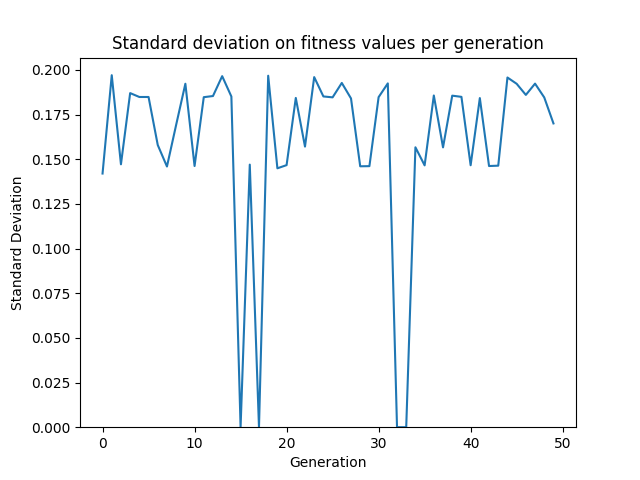 Standard deviation on fitness values per generation
0.200
0.175
0.150
0.125
0.100
0.075
0.050
0.025
0.000
Standard Deviation
0 10 20 30 40 50
Generation